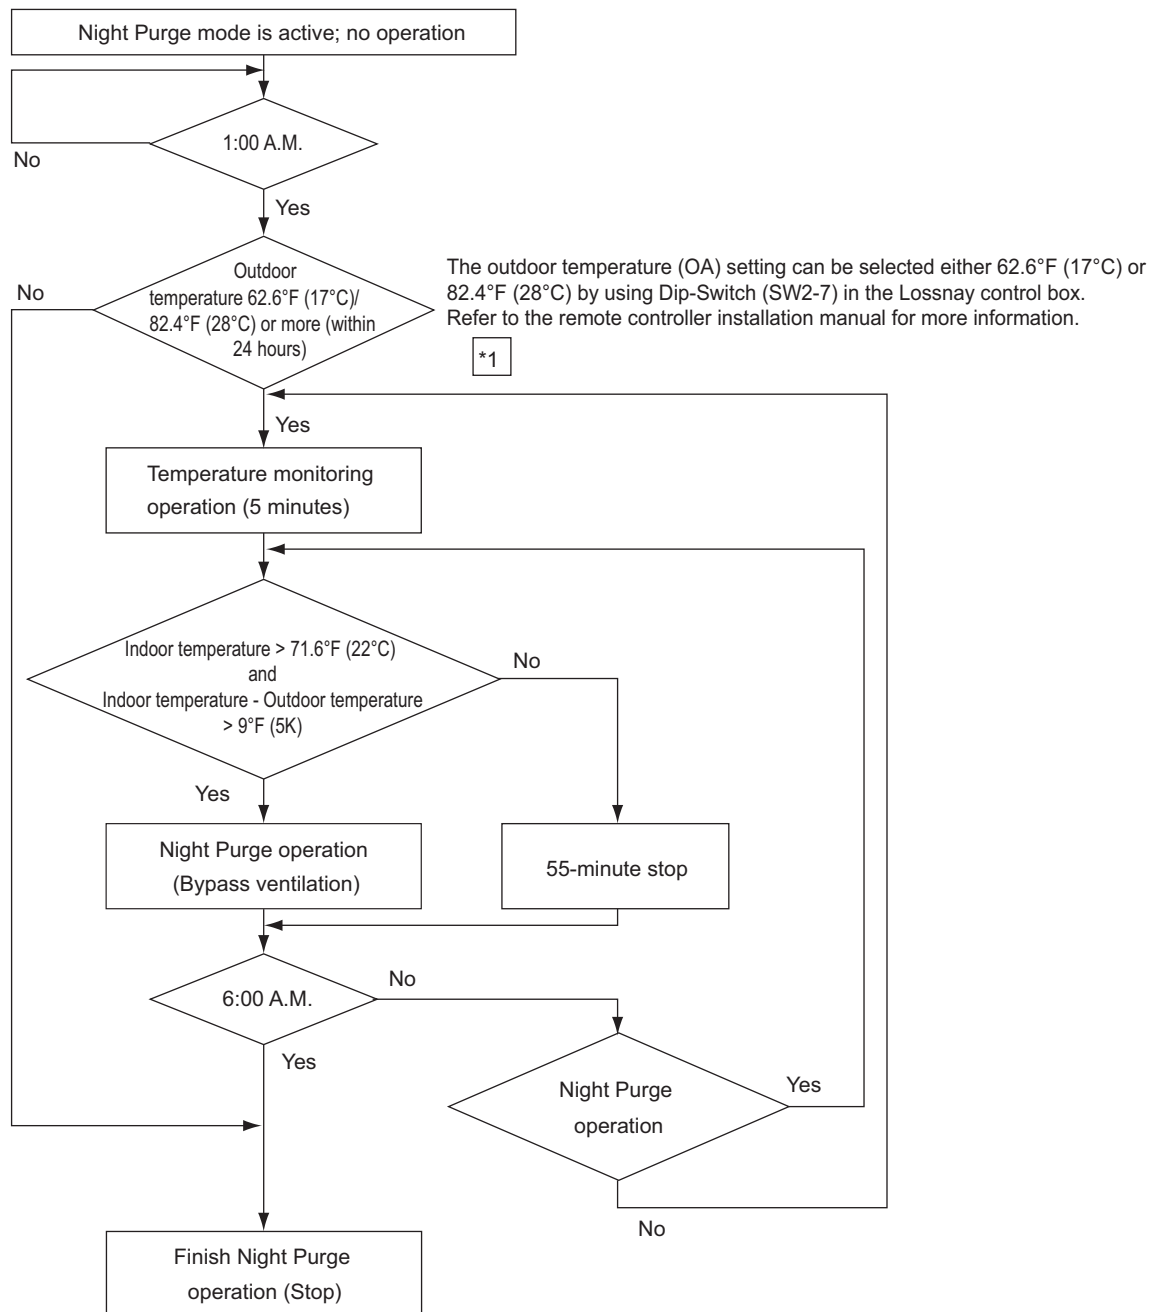 Night Purge mode is active; no operation
1:00 A.M.
No
Yes
Outdoor
temperature 62.6°F (17°C)/
82.4°F (28°C) or more (within
24 hours)
No
The outdoor temperature (OA) setting can be selected either 62.6°F (17°C) or
82.4°F (28°C) by using Dip-Switch (SW2-7) in the Lossnay control box.
Refer to the remote controller installation manual for more information.
*1
Yes
Temperature monitoring
operation (5 minutes)
Indoor temperature > 71.6°F (22°C)
and
Indoor temperature - Outdoor temperature
> 9°F (5K)
No
Yes
Night Purge operation
(Bypass ventilation)
55-minute stop
6:00 A.M.
No
Yes
Night Purge
operation
Yes
No
Finish Night Purge
operation (Stop)